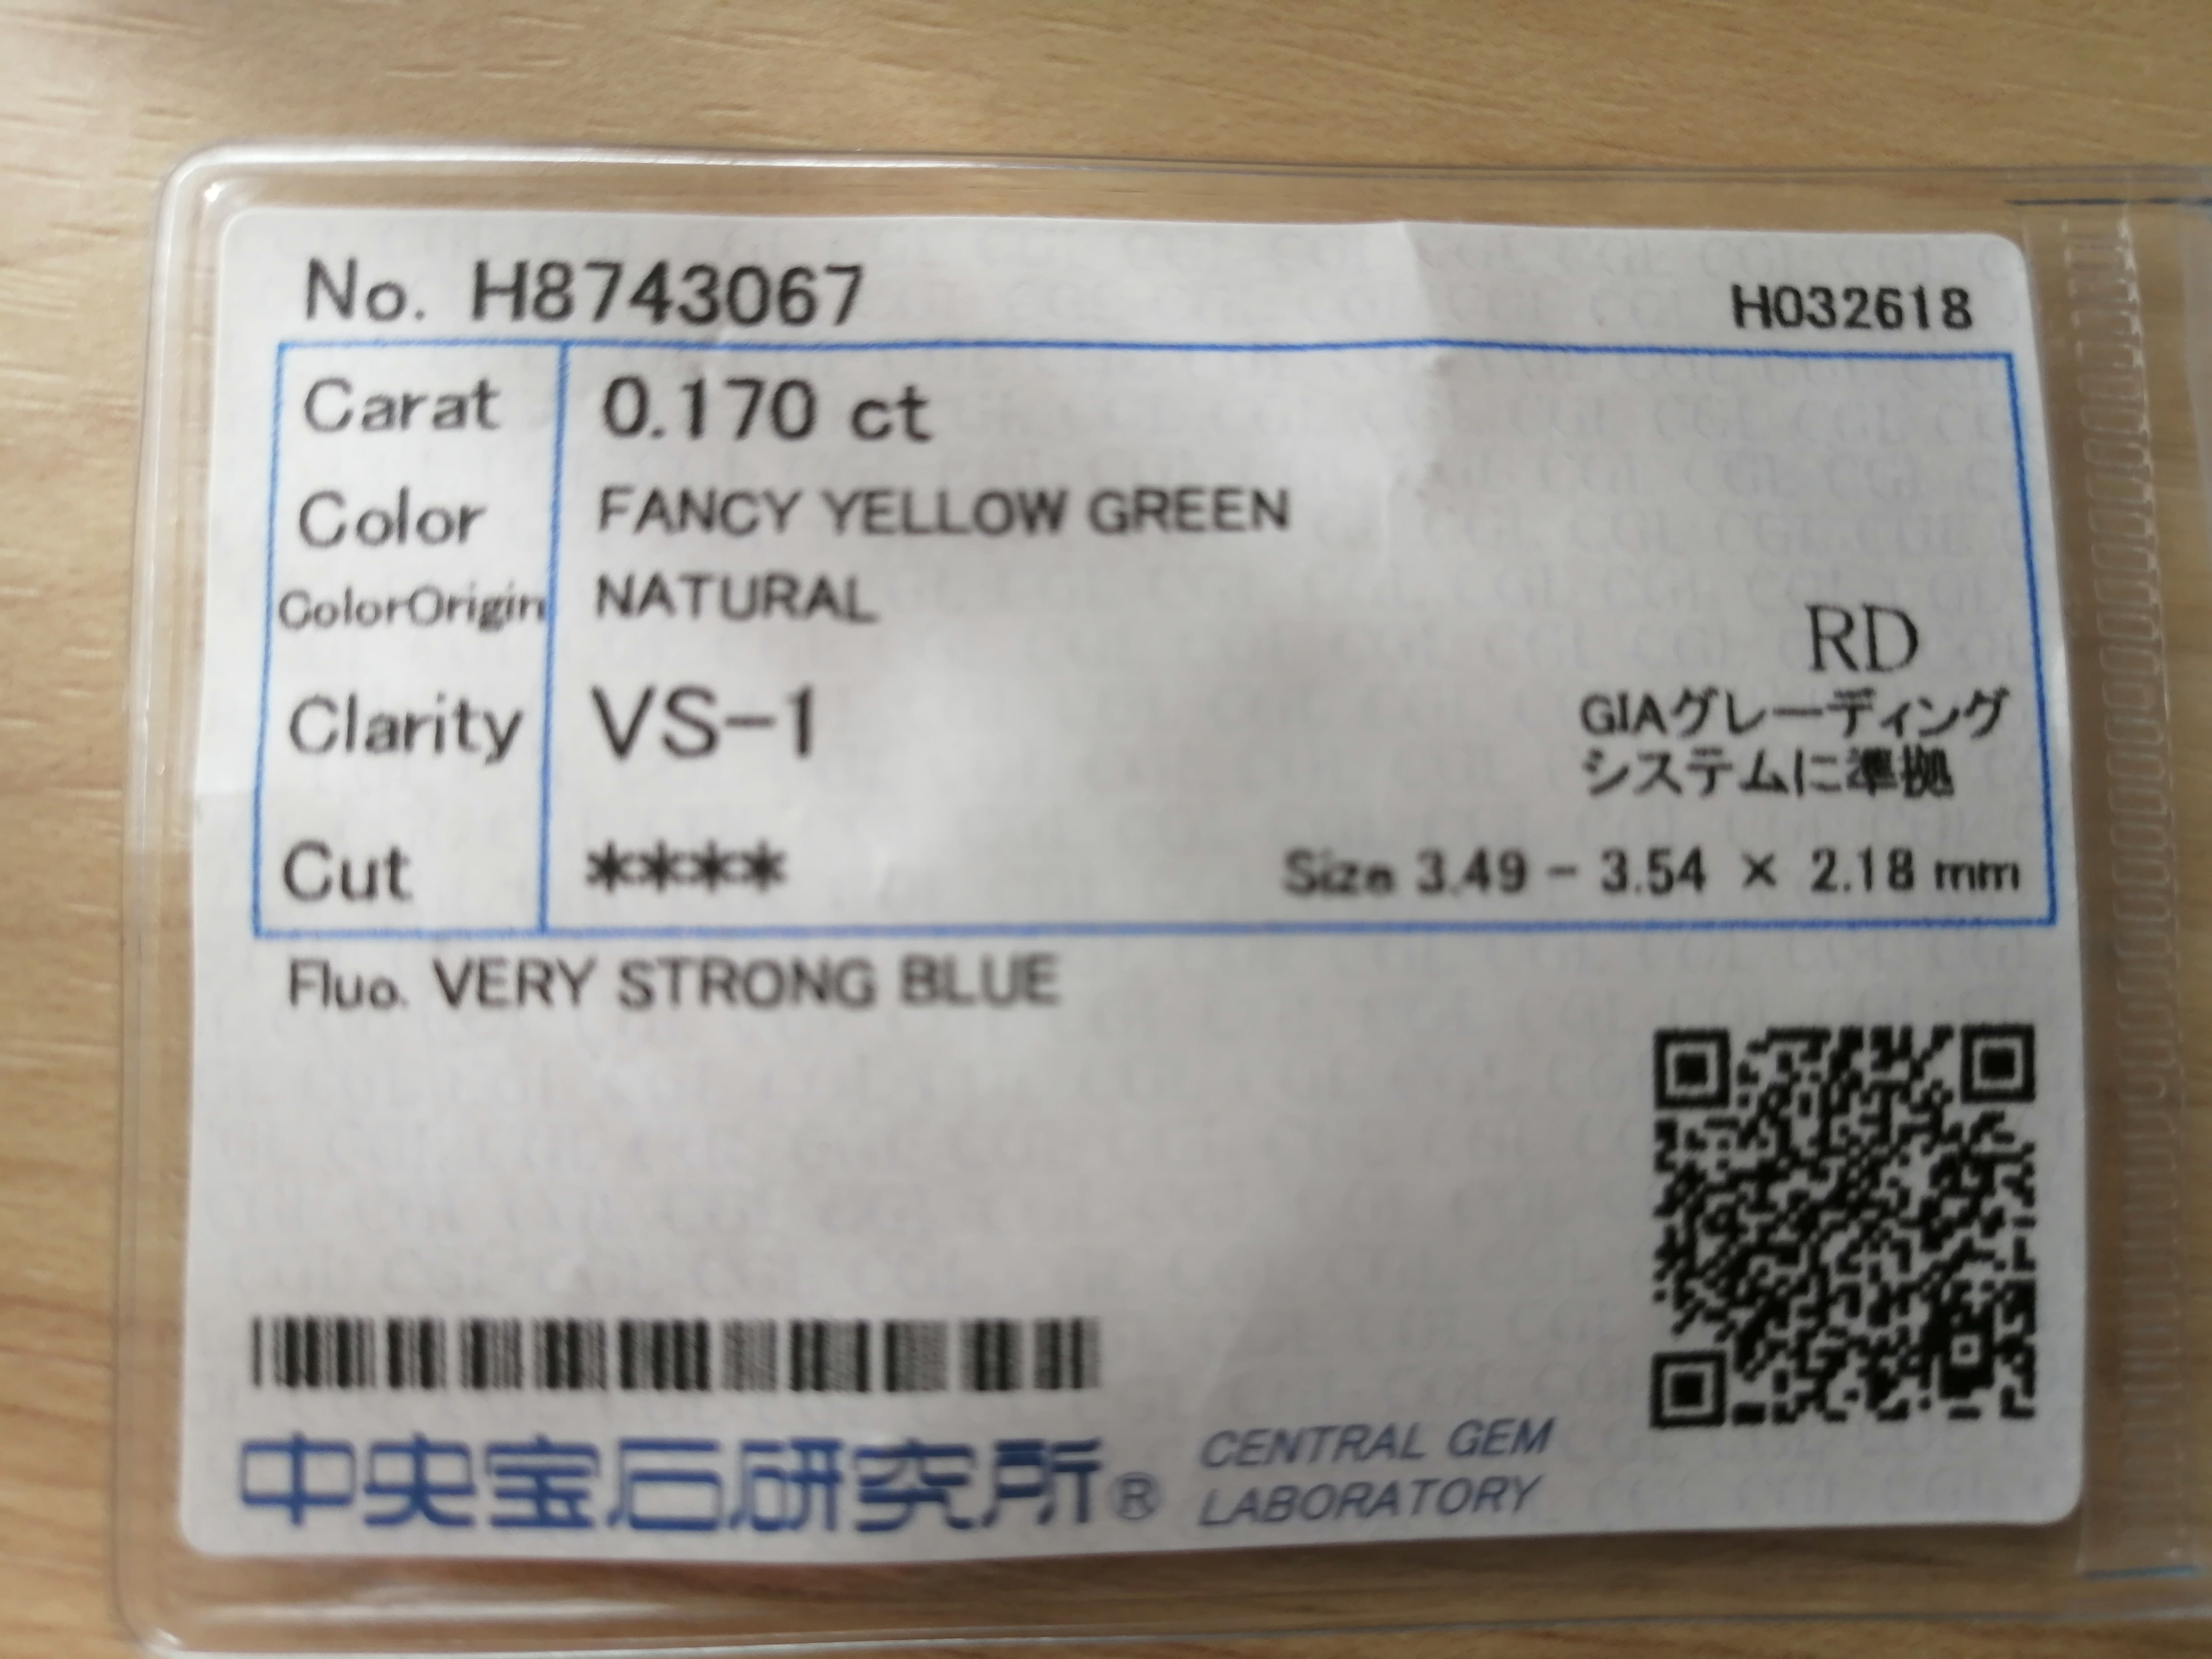 No. H8743067 H032618
Carat 0.170 ct
Color FANCY YELLOW GREEN
ColorOrigin NATURAL
RD
Clarity VS-1
GIAグレーディング
システムに準拠
Cut **** Size 3.49 - 3.54 × 2.18 mm
Fluo. VERY STRONG BLUE
中央宝石研究所® CENTRAL GEM
LABORATORY